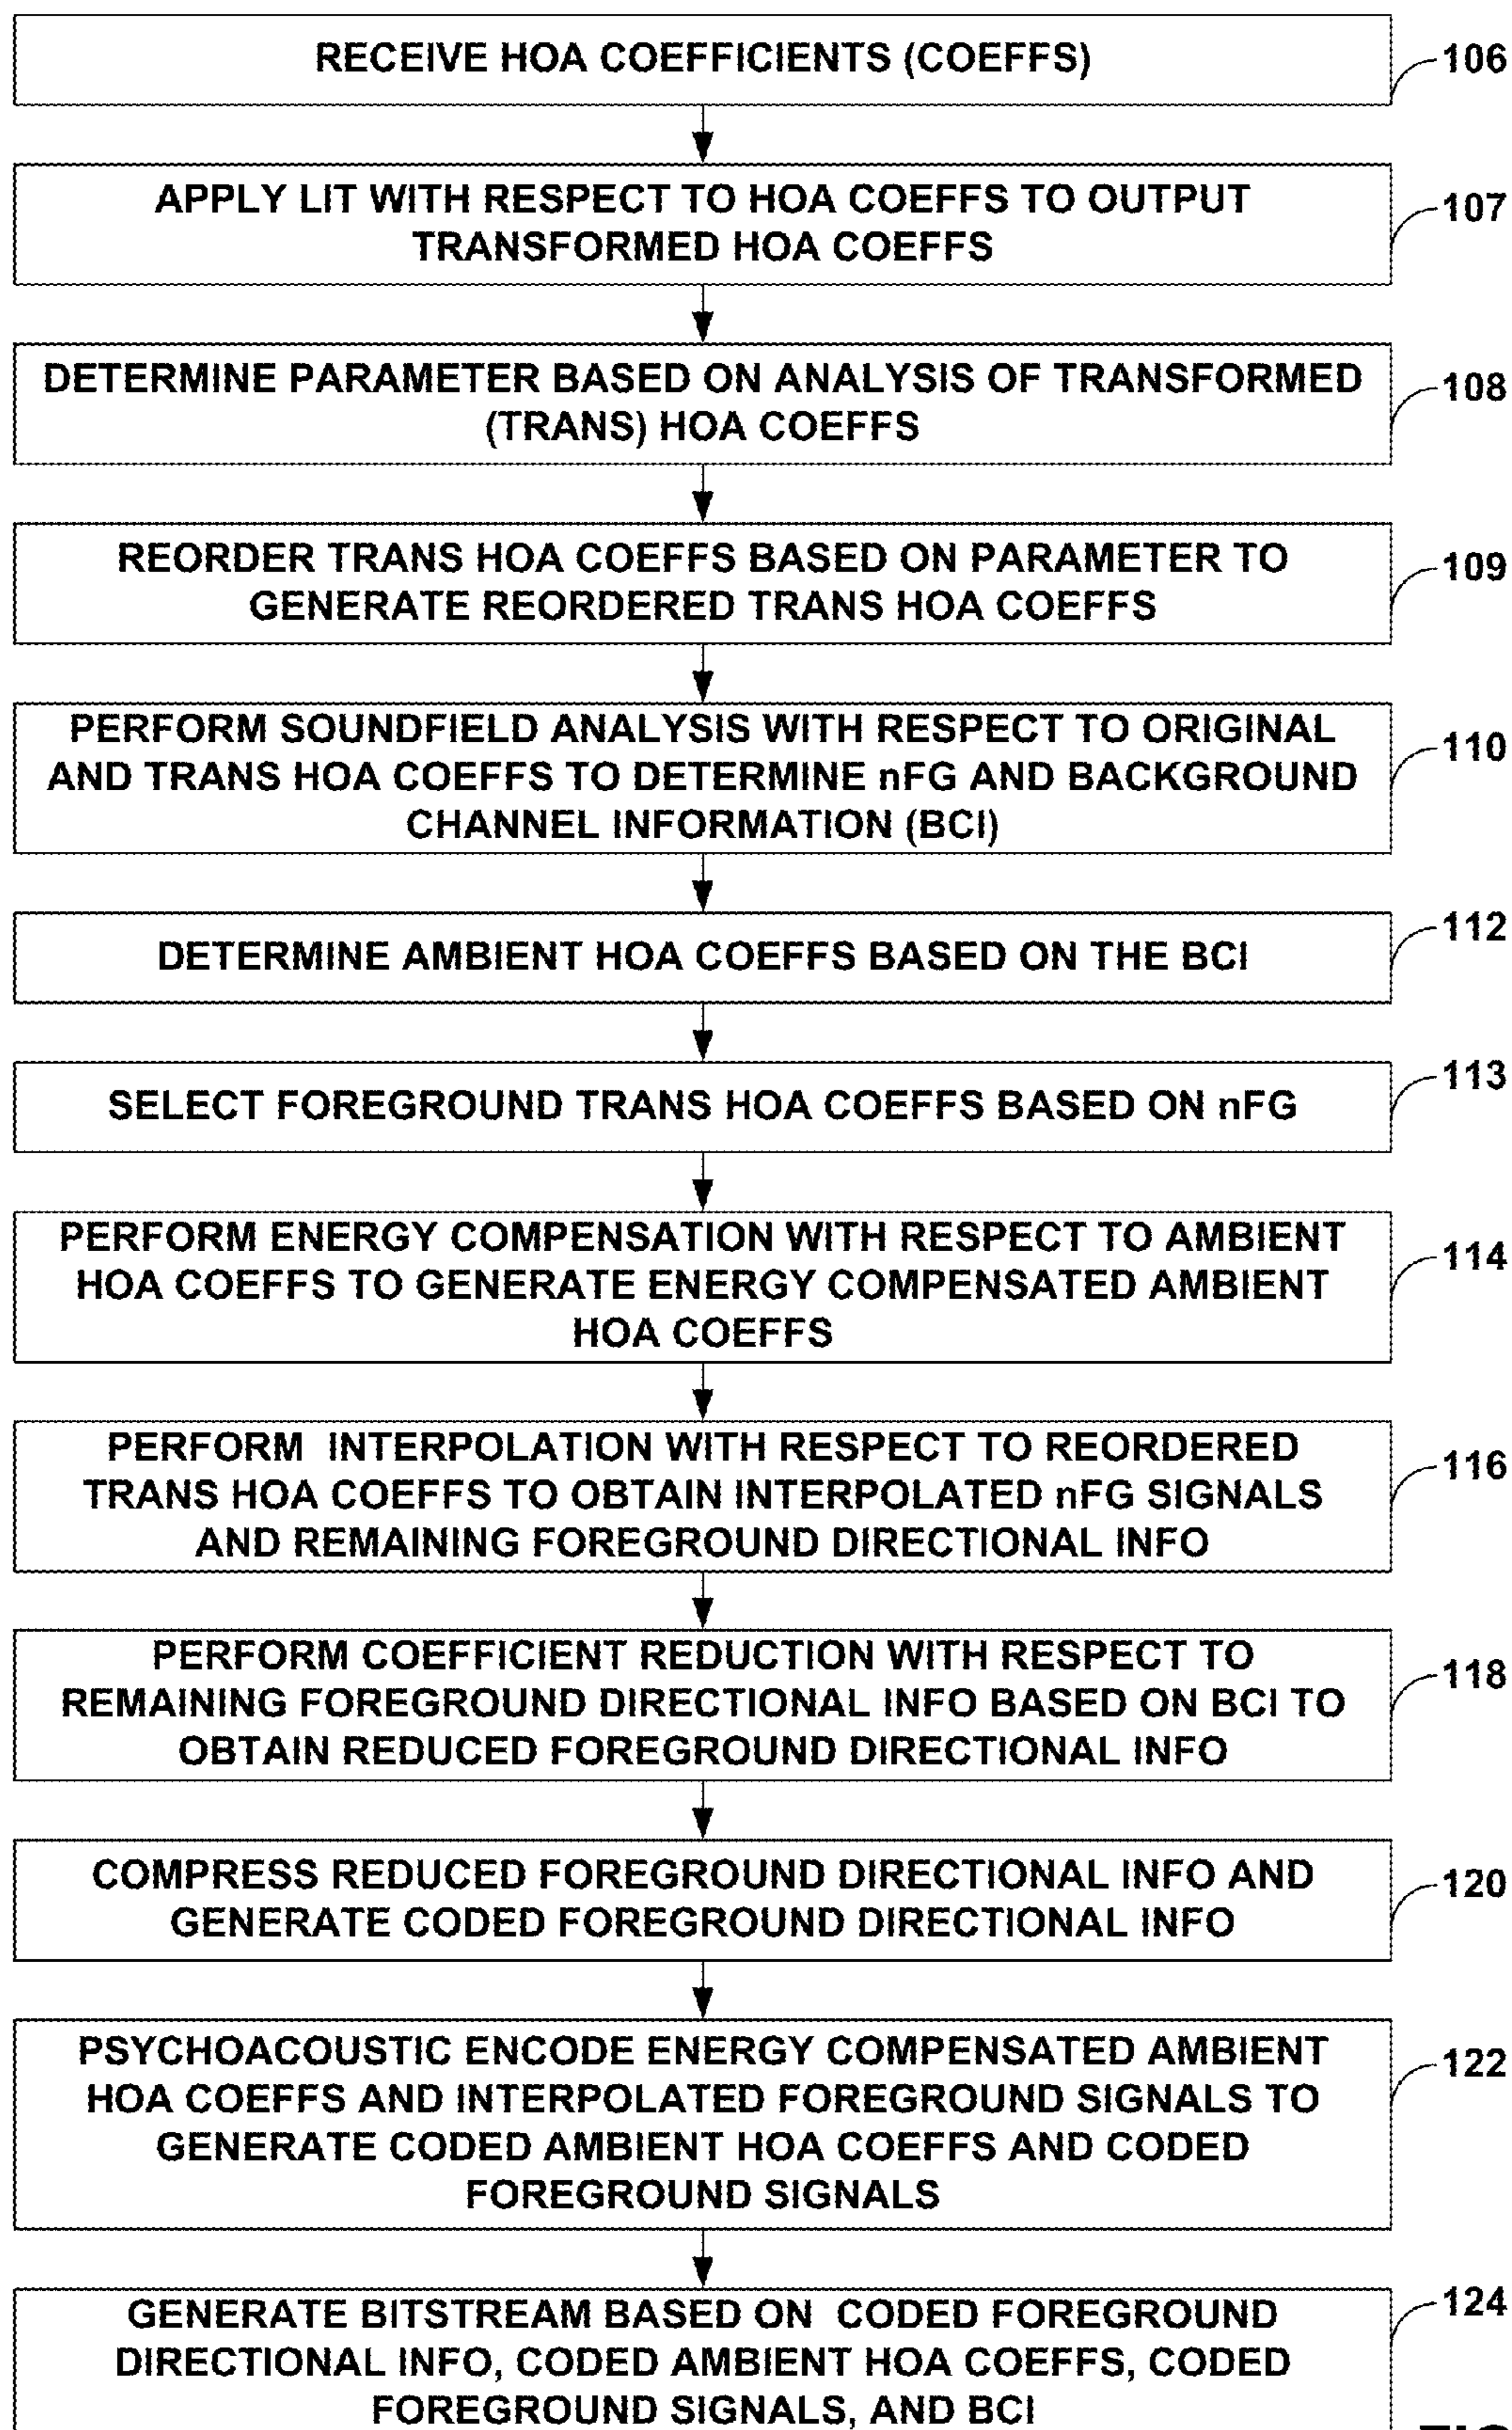 RECEIVE HOA COEFFICIENTS (COEFFS)
106
APPLY LIT WITH RESPECT TO HOA COEFFS TO OUTPUT
TRANSFORMED HOA COEFFS
107
DETERMINE PARAMETER BASED ON ANALYSIS OF TRANSFORMED
(TRANS) HOA COEFFS
108
REORDER TRANS HOA COEFFS BASED ON PARAMETER TO
GENERATE REORDERED TRANS HOA COEFFS
109
PERFORM SOUNDFIELD ANALYSIS WITH RESPECT TO ORIGINAL
AND TRANS HOA COEFFS TO DETERMINE nFG AND BACKGROUND
CHANNEL INFORMATION (BCI)
110
DETERMINE AMBIENT HOA COEFFS BASED ON THE BCI
112
SELECT FOREGROUND TRANS HOA COEFFS BASED ON nFG
113
PERFORM ENERGY COMPENSATION WITH RESPECT TO AMBIENT
HOA COEFFS TO GENERATE ENERGY COMPENSATED AMBIENT
HOA COEFFS
114
PERFORM INTERPOLATION WITH RESPECT TO REORDERED
TRANS HOA COEFFS TO OBTAIN INTERPOLATED nFG SIGNALS
AND REMAINING FOREGROUND DIRECTIONAL INFO
116
PERFORM COEFFICIENT REDUCTION WITH RESPECT TO
REMAINING FOREGROUND DIRECTIONAL INFO BASED ON BCI TO
OBTAIN REDUCED FOREGROUND DIRECTIONAL INFO
118
COMPRESS REDUCED FOREGROUND DIRECTIONAL INFO AND
GENERATE CODED FOREGROUND DIRECTIONAL INFO
120
PSYCHOACOUSTIC ENCODE ENERGY COMPENSATED AMBIENT
HOA COEFFS AND INTERPOLATED FOREGROUND SIGNALS TO
GENERATE CODED AMBIENT HOA COEFFS AND CODED
FOREGROUND SIGNALS
122
GENERATE BITSTREAM BASED ON CODED FOREGROUND
DIRECTIONAL INFO, CODED AMBIENT HOA COEFFS, CODED
FOREGROUND SIGNALS, AND BCI
124